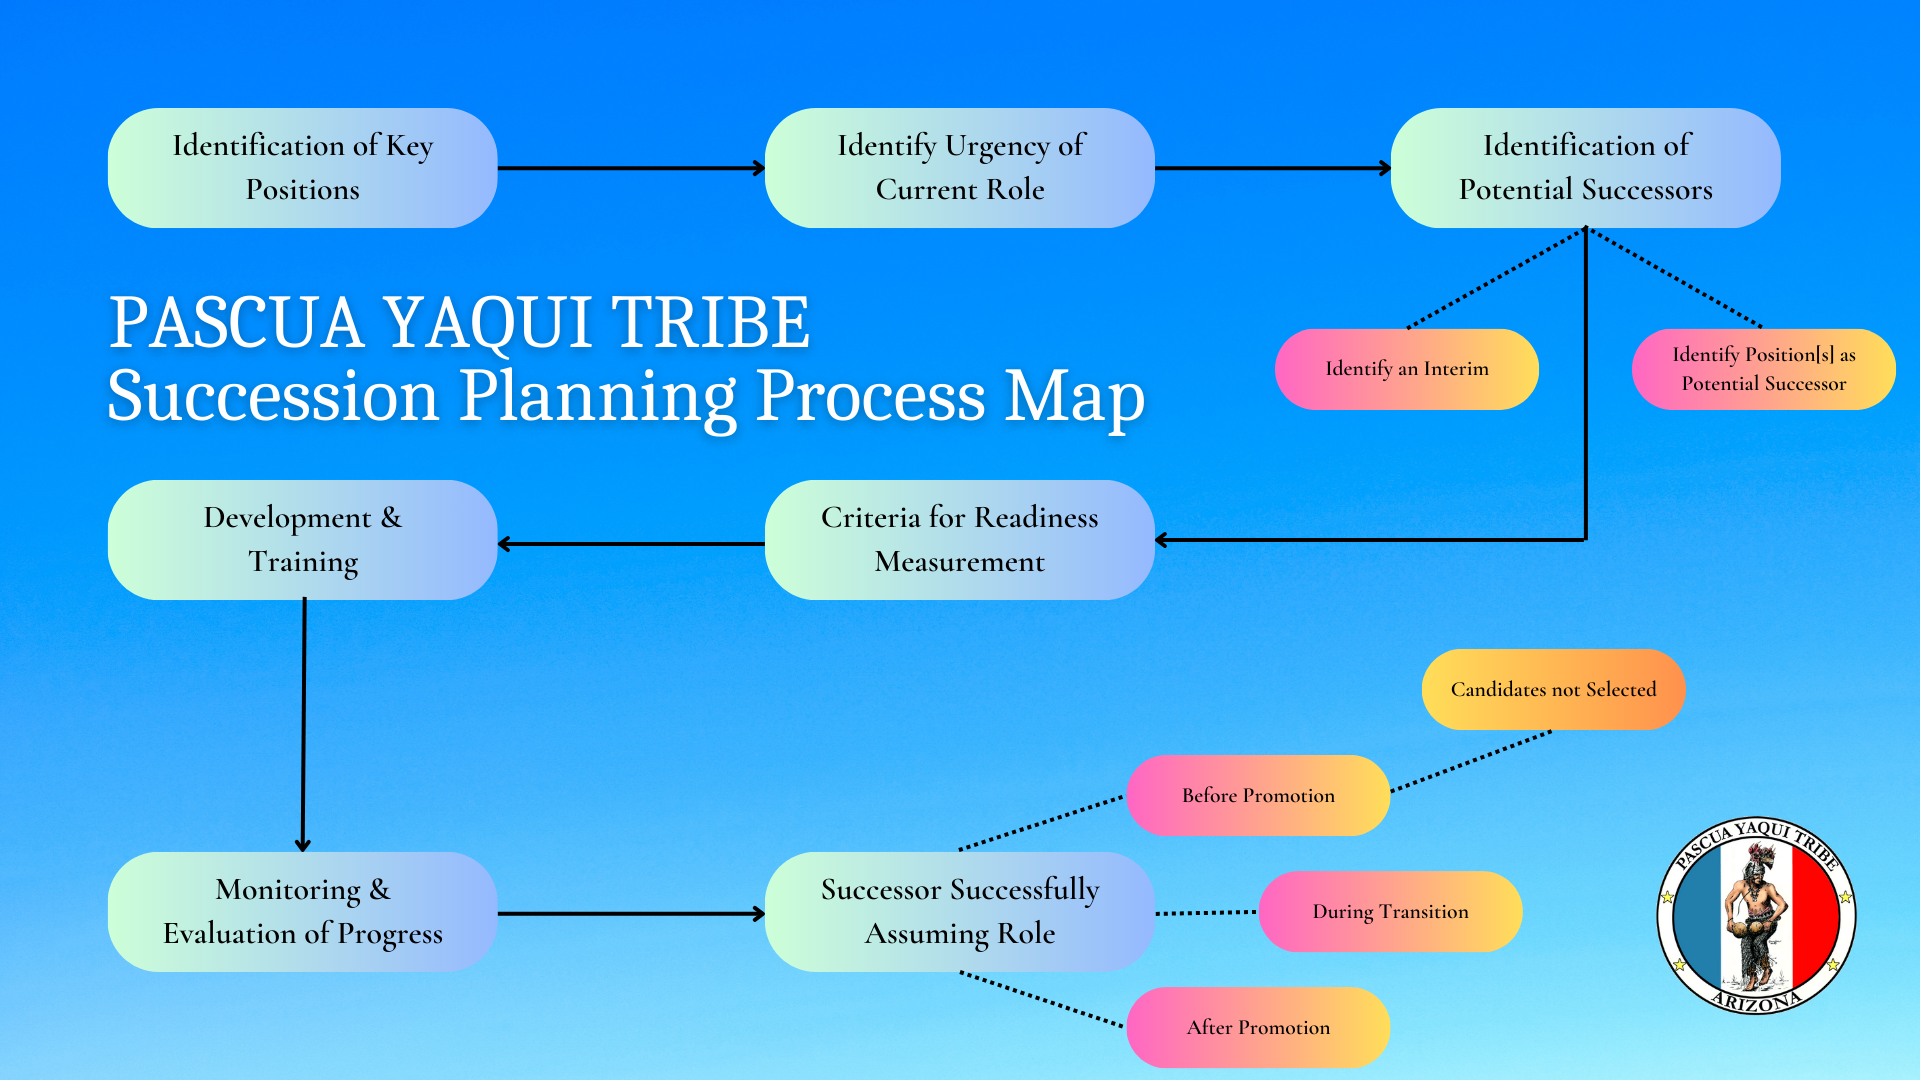 Identification of Key
Positions
Identify Urgency of
Current Role
Identification of
Potential Successors
PASCUA YAQUI TRIBE
Succession Planning Process Map
Identify an Interim
Identify Position[s] as
Potential Successor
Development &
Training
Criteria for Readiness
Measurement
Candidates not Selected
Before Promotion
Monitoring &
Evaluation of Progress
Successor Successfully
Assuming Role
During Transition
After Promotion
PASCUA YAQUI TRIBE
ARIZONA